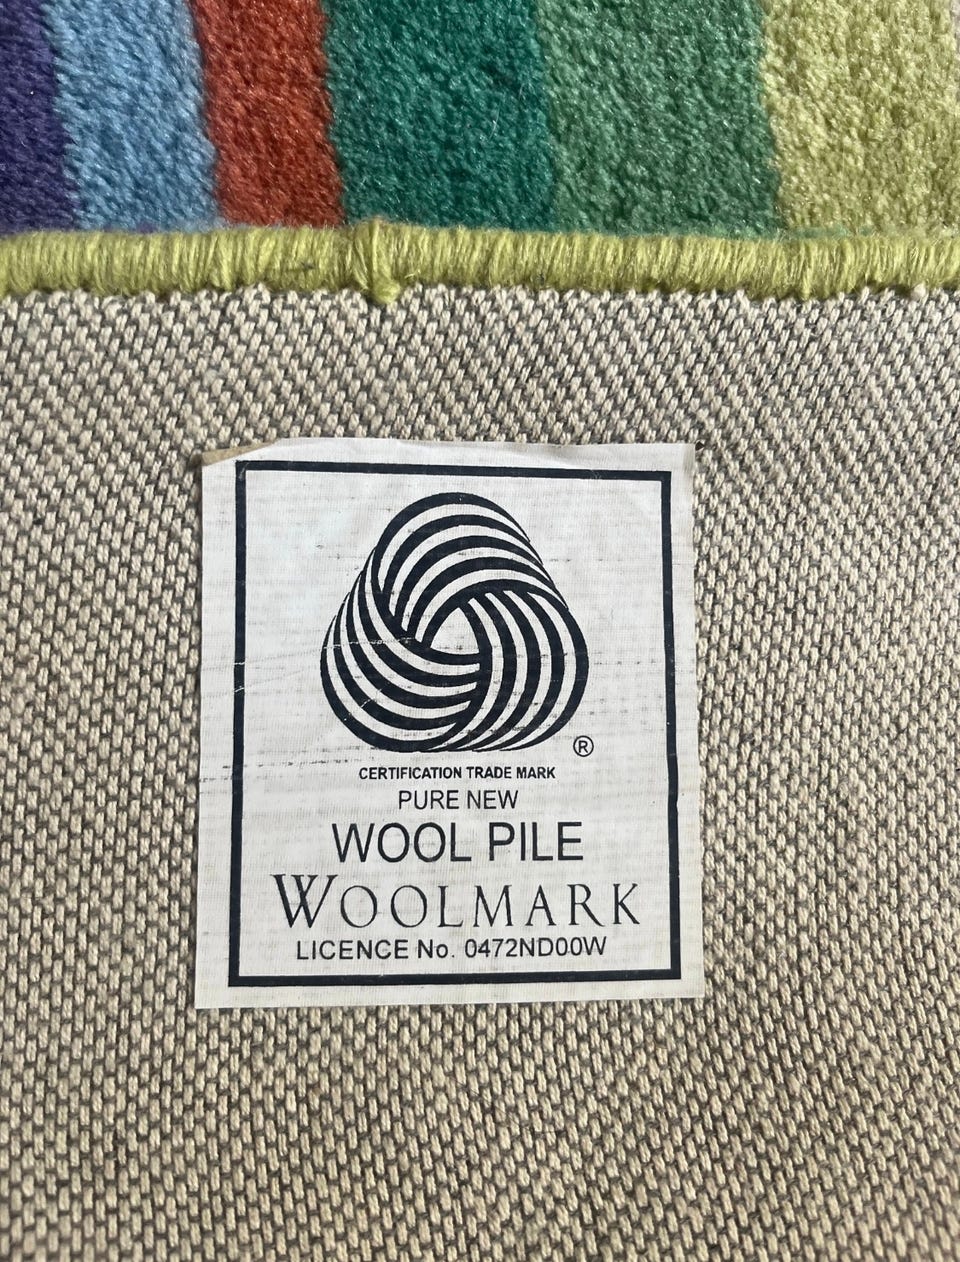 ®
CERTIFICATION TRADE MARK
PURE NEW
WOOL PILE
WOOLMARK
LICENCE No. 0472ND00W